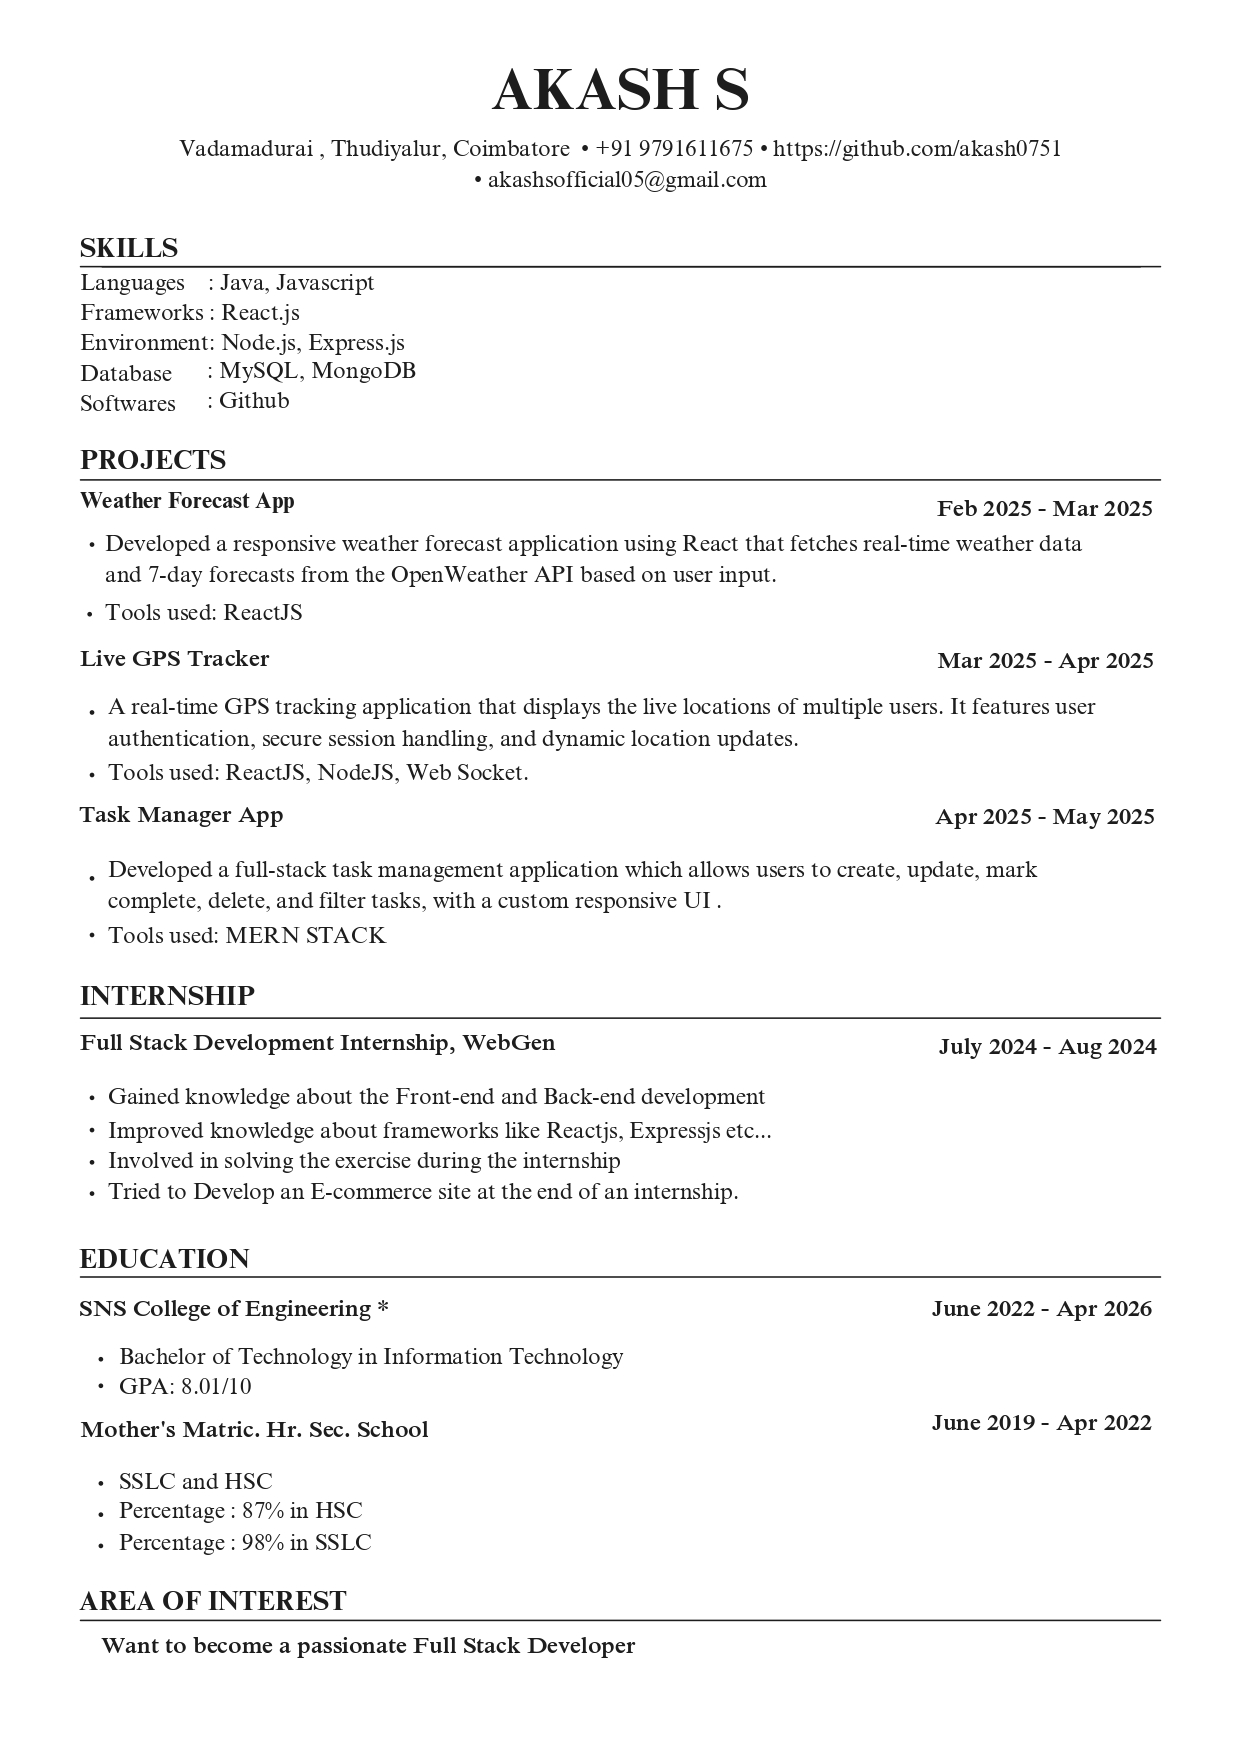 AKASH S
Vadamadurai , Thudiyalur, Coimbatore • +91 9791611675 • https://github.com/akash0751
• akashsofficial05@gmail.com
SKILLS
Languages : Java, Javascript
Frameworks : React.js
Environment: Node.js, Express.js
Database : MySQL, MongoDB
Softwares : Github
PROJECTS
Weather Forecast App Feb 2025 - Mar 2025
• Developed a responsive weather forecast application using React that fetches real-time weather data
and 7-day forecasts from the OpenWeather API based on user input.
• Tools used: ReactJS
Live GPS Tracker Mar 2025 - Apr 2025
• A real-time GPS tracking application that displays the live locations of multiple users. It features user
authentication, secure session handling, and dynamic location updates.
• Tools used: ReactJS, NodeJS, Web Socket.
Task Manager App Apr 2025 - May 2025
• Developed a full-stack task management application which allows users to create, update, mark
complete, delete, and filter tasks, with a custom responsive UI .
• Tools used: MERN STACK
INTERNSHIP
Full Stack Development Internship, WebGen July 2024 - Aug 2024
• Gained knowledge about the Front-end and Back-end development
• Improved knowledge about frameworks like Reactjs, Expressjs etc...
• Involved in solving the exercise during the internship
• Tried to Develop an E-commerce site at the end of an internship.
EDUCATION
SNS College of Engineering * June 2022 - Apr 2026
• Bachelor of Technology in Information Technology
• GPA: 8.01/10
Mother's Matric. Hr. Sec. School June 2019 - Apr 2022
• SSLC and HSC
• Percentage : 87% in HSC
• Percentage : 98% in SSLC
AREA OF INTEREST
Want to become a passionate Full Stack Developer